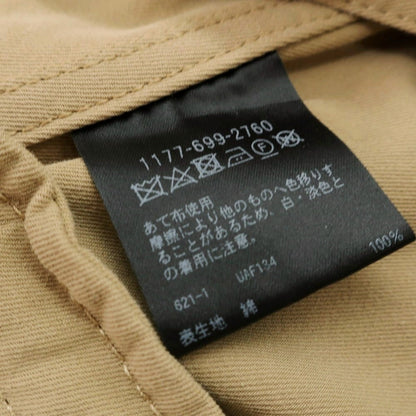 1177-699-2760
あて布使用
摩擦により他のものへ色移りす
ることがあるため、白・淡色と
の着用に注意。
621-1 UAF134
表生地 綿 100%